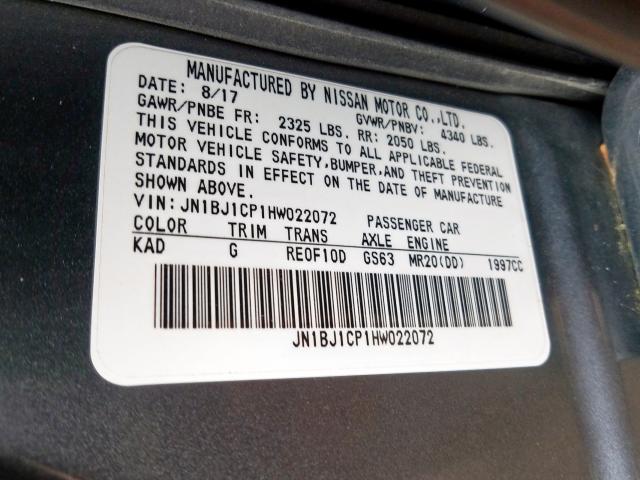 MANUFACTURED BY NISSAN MOTOR CO.,LTD.
DATE: 8/17 GVWR/PNBV: 4340 LBS.
GAWR/PNBE FR: 2325 LBS. RR: 2050 LBS.
THIS VEHICLE CONFORMS TO ALL APPLICABLE FEDERAL
MOTOR VEHICLE SAFETY,BUMPER,AND THEFT PREVENTION
STANDARDS IN EFFECT ON THE DATE OF MANUFACTURE
SHOWN ABOVE.
VIN:JN1BJ1CP1HW022072 PASSENGER CAR
COLOR TRIM TRANS AXLE ENGINE
KAD G RE0F10D GS63 MR20(DD) 1997CC
JN1BJ1CP1HW022072